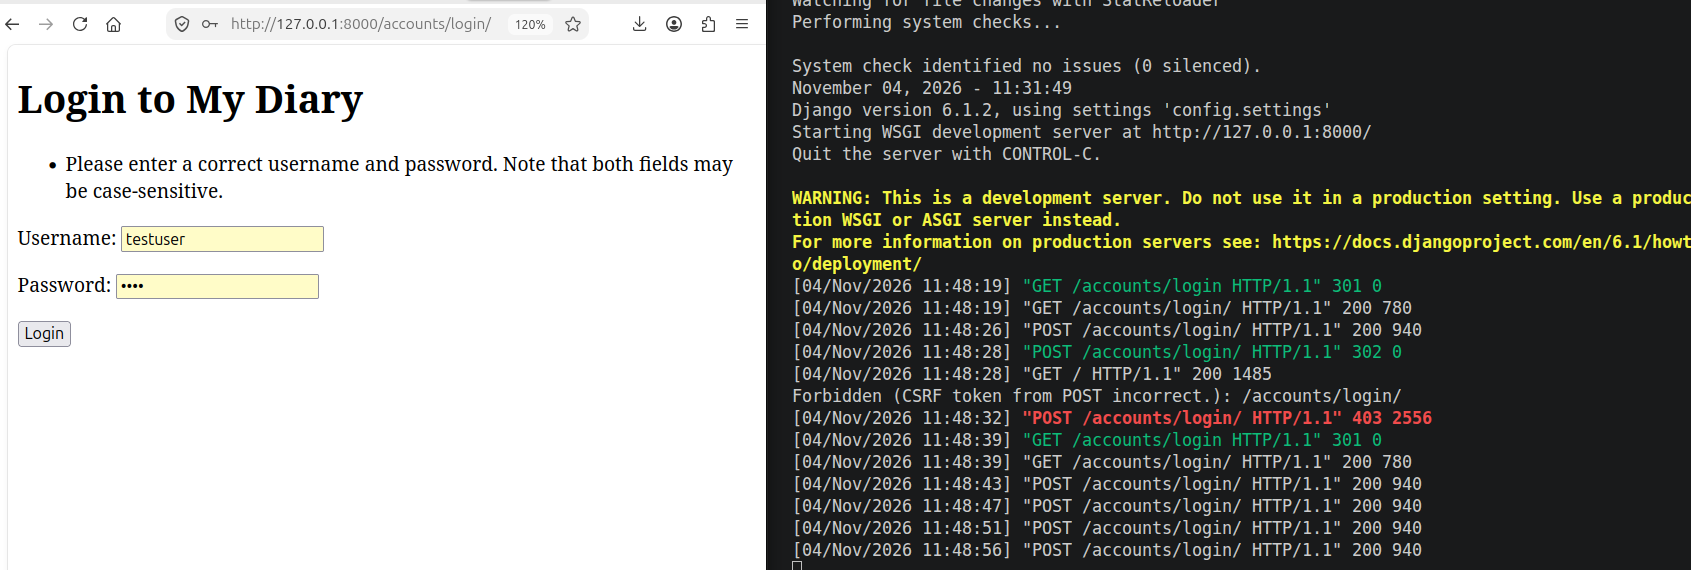 http://127.0.0.1:8000/accounts/login/
120%
Login to My Diary
Please enter a correct username and password. Note that both fields may
be case-sensitive.
Username: testuser
Password: ••••
Login
Watching for file changes with StatReloader
Performing system checks...
System check identified no issues (0 silenced).
November 04, 2026 - 11:31:49
Django version 6.1.2, using settings 'config.settings'
Starting WSGI development server at http://127.0.0.1:8000/
Quit the server with CONTROL-C.
WARNING: This is a development server. Do not use it in a production setting. Use a produc
tion WSGI or ASGI server instead.
For more information on production servers see: https://docs.djangoproject.com/en/6.1/howt
o/deployment/
[04/Nov/2026 11:48:19] "GET /accounts/login HTTP/1.1" 301 0
[04/Nov/2026 11:48:19] "GET /accounts/login/ HTTP/1.1" 200 780
[04/Nov/2026 11:48:26] "POST /accounts/login/ HTTP/1.1" 200 940
[04/Nov/2026 11:48:28] "POST /accounts/login/ HTTP/1.1" 302 0
[04/Nov/2026 11:48:28] "GET / HTTP/1.1" 200 1485
Forbidden (CSRF token from POST incorrect.): /accounts/login/
[04/Nov/2026 11:48:32] "POST /accounts/login/ HTTP/1.1" 403 2556
[04/Nov/2026 11:48:39] "GET /accounts/login HTTP/1.1" 301 0
[04/Nov/2026 11:48:39] "GET /accounts/login/ HTTP/1.1" 200 780
[04/Nov/2026 11:48:43] "POST /accounts/login/ HTTP/1.1" 200 940
[04/Nov/2026 11:48:47] "POST /accounts/login/ HTTP/1.1" 200 940
[04/Nov/2026 11:48:51] "POST /accounts/login/ HTTP/1.1" 200 940
[04/Nov/2026 11:48:56] "POST /accounts/login/ HTTP/1.1" 200 940